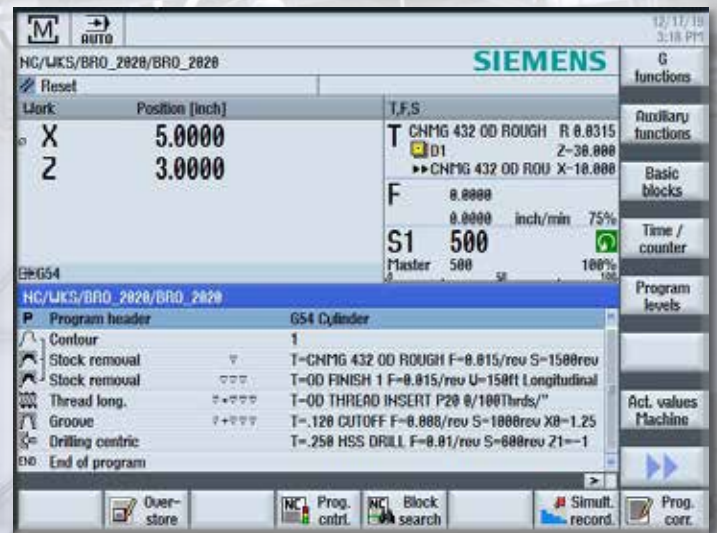 M
AUTO
12/17/19
3:18 PM
NC/WKS/BRO_2020/BRO_2020
SIEMENS
G
functions
Reset
Work
Position [inch]
T,F,S
Auxiliary
functions
X
5.0000
T
CNMG 432 OD ROUGH
R 0.0315
D1
Z-30.000
Z
3.0000
CNMG 432 OD ROU
X-10.000
Basic
blocks
F
0.0000
0.0000
inch/min
75%
Time /
counter
S1
500
Master
500
100%
0
50
100
G54
Program
levels
NC/WKS/BRO_2020/BRO_2020
P Program header G54 Cylinder
Contour 1
Stock removal T=CNMG 432 OD ROUGH F=0.015/rev S=1500rev
Stock removal T=OD FINISH 1 F=0.015/rev U=150ft Longitudinal
Thread long. T=OD THREAD INSERT P20 0/100Thrds/"
Act. values
Machine
Groove T=.120 CUTOFF F=0.008/rev S=1000rev X0=1.25
Drilling centric T=.250 HSS DRILL F=0.01/rev S=600rev Z1=-1
END End of program
Over-
store
NC
Prog.
cntrl.
NC
Block
search
Simult.
record.
Prog.
corr.